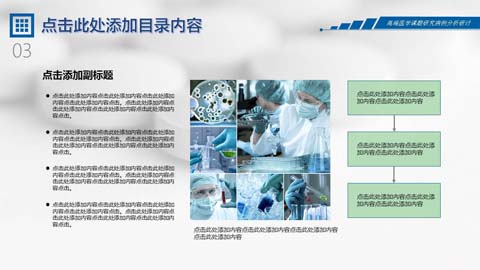 点击此处添加目录内容
高端医学课题研究病例分析研讨
03
点击添加副标题
点击此处添加内容点击此处添加内容点击此处添加
内容点击此处添加内容点击。点击此处添加内容点
击此处添加内容点击此处添加内容点击此处添加内
容点击。
点击此处添加内容点击此处添加内容点击此处添加
内容点击此处添加内容点击。点击此处添加内容点
击此处添加内容点击此处添加内容点击此处添加内
容点击。
点击此处添加内容点击此处添加内容点击此处添加
内容点击此处添加内容点击。点击此处添加内容点
击此处添加内容点击此处添加内容点击此处添加内
容点击。
点击此处添加内容点击此处添加内容点击此处添加
内容点击此处添加内容点击。点击此处添加内容点
击此处添加内容点击此处添加内容点击此处添加内
容点击。
点击此处添加内容点击此处添加内容点击此处添加内容
点击此处添加内容
点击此处添加内容点击此处添
加内容点击此处添加内容
点击此处添加内容点击此处添
加内容点击此处添加内容
点击此处添加内容点击此处添
加内容点击此处添加内容